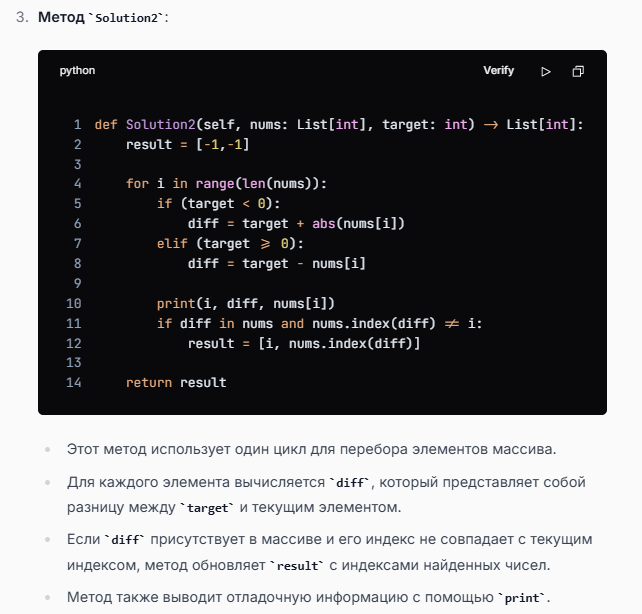 3. Метод `Solution2`:
python Verify
1 def Solution2(self, nums: List[int], target: int) -> List[int]:
2     result = [-1,-1]
3
4     for i in range(len(nums)):
5         if (target < 0):
6             diff = target + abs(nums[i])
7         elif (target >= 0):
8             diff = target - nums[i]
9
10         print(i, diff, nums[i])
11         if diff in nums and nums.index(diff) != i:
12             result = [i, nums.index(diff)]
13
14     return result
• Этот метод использует один цикл для перебора элементов массива.
• Для каждого элемента вычисляется `diff`, который представляет собой
разницу между `target` и текущим элементом.
• Если `diff` присутствует в массиве и его индекс не совпадает с текущим
индексом, метод обновляет `result` с индексами найденных чисел.
• Метод также выводит отладочную информацию с помощью `print`.